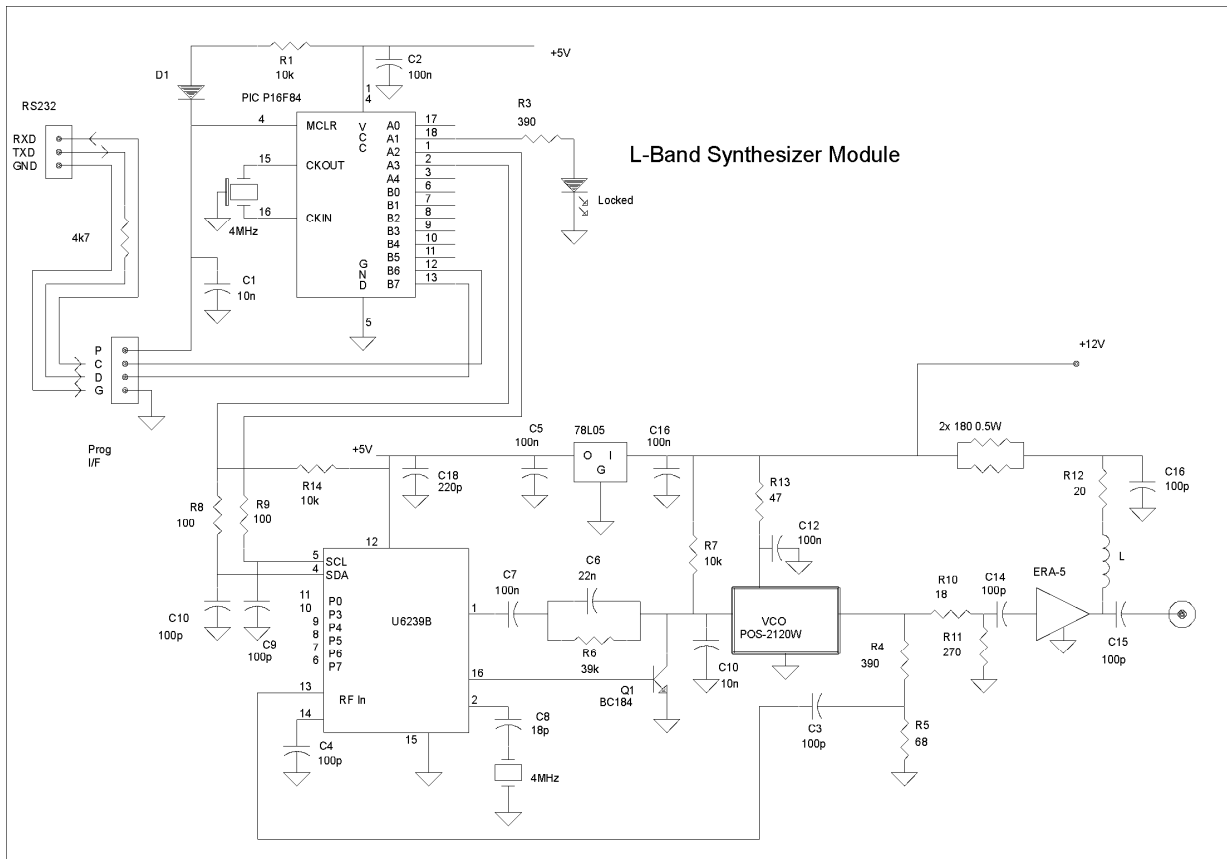 L-Band Synthesizer Module
+5V
R1
10k
C2
100n
D1
PIC P16F84
1
4
RS232
RXD
TXD
GND
4k7
4
MCLR
15
CKOUT
16
CKIN
4MHz
V
C
C
G
N
D
5
A0
17
A1
18
A2
1
A3
2
A4
3
B0
6
B1
7
B2
8
B3
9
B4
10
B5
11
B6
12
B7
13
R3
390
Locked
C1
10n
P
C
D
G
Prog
I/F
+12V
+5V
R14
10k
C18
220p
C5
100n
78L05
O
I
G
C16
100n
2x 180 0.5W
R12
20
C16
100p
R13
47
C12
100n
R8
100
R9
100
R7
10k
12
5
SCL
4
SDA
11
P0
10
P3
9
P4
8
P5
7
P6
6
P7
U6239B
13
RF In
14
15
1
16
2
C10
100p
C9
100p
C4
100p
C7
100n
C6
22n
R6
39k
Q1
BC184
C10
10n
C8
18p
4MHz
VCO
POS-2120W
R10
18
C14
100p
ERA-5
L
R11
270
C15
100p
R4
390
R5
68
C3
100p